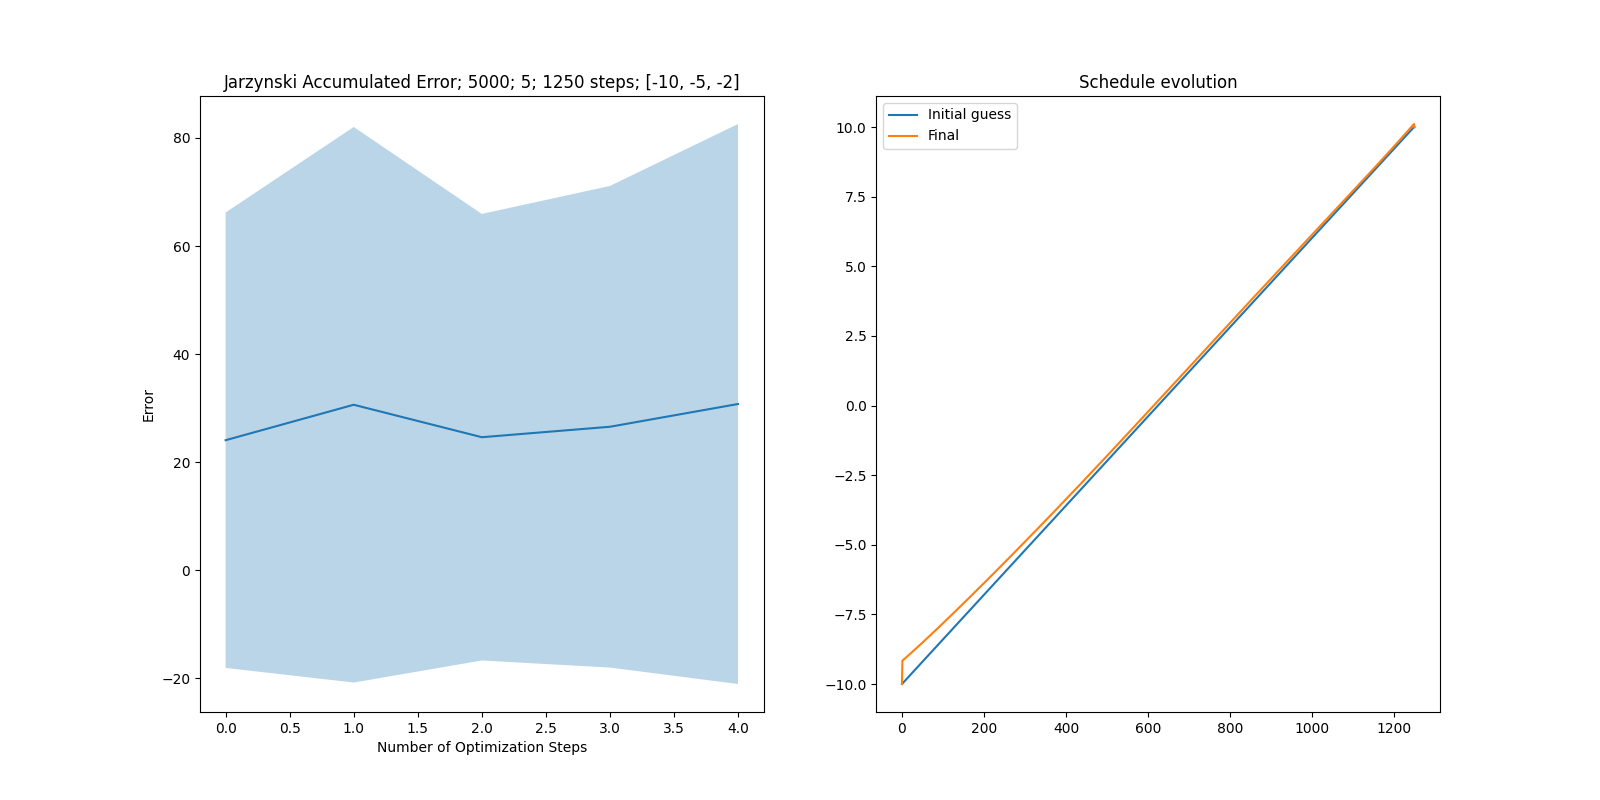 Jarzynski Accumulated Error; 5000; 5; 1250 steps; [-10, -5, -2]
80
60
40
20
0
−20
Error
0.0 0.5 1.0 1.5 2.0 2.5 3.0 3.5 4.0
Number of Optimization Steps
Schedule evolution
Initial guess
Final
10.0
7.5
5.0
2.5
0.0
−2.5
−5.0
−7.5
−10.0
0 200 400 600 800 1000 1200